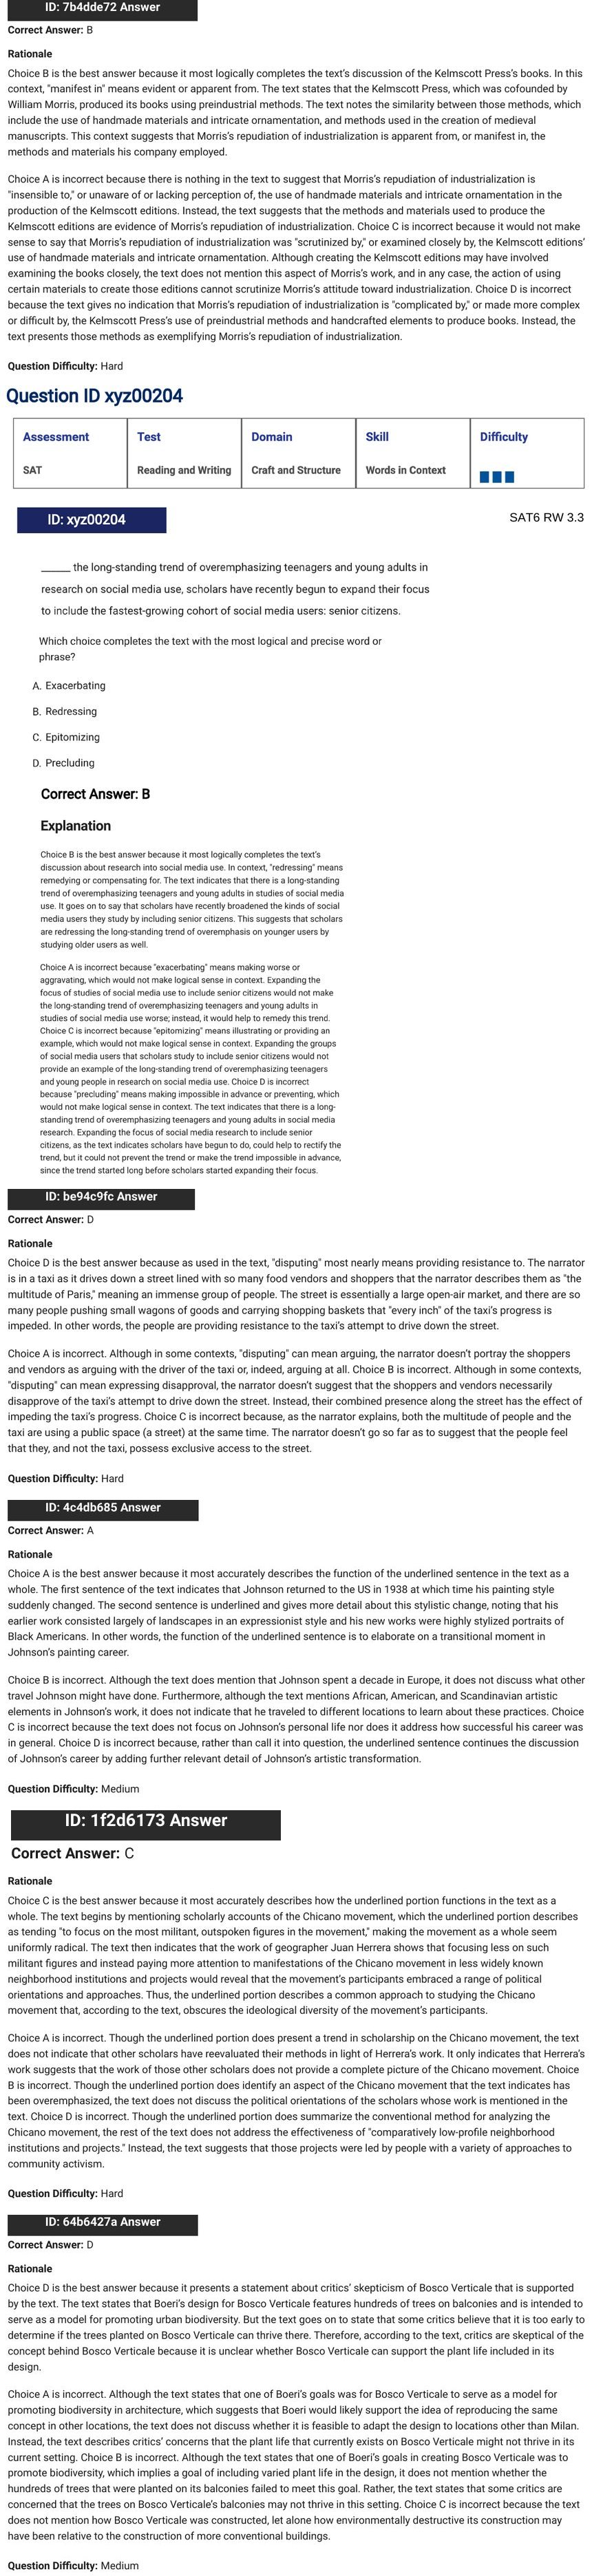 ID: 7b4dde72 Answer
Correct Answer: B
Rationale
Choice B is the best answer because it most logically completes the text's discussion of the Kelmscott Press's books. In this
context, "manifest in" means evident or apparent from. The text states that the Kelmscott Press, which was cofounded by
William Morris, produced its books using preindustrial methods. The text notes the similarity between those methods, which
include the use of handmade materials and intricate ornamentation, and methods used in the creation of medieval
manuscripts. This context suggests that Morris's repudiation of industrialization is apparent from, or manifest in, the
methods and materials his company employed.
Choice A is incorrect because there is nothing in the text to suggest that Morris's repudiation of industrialization is
"insensible to," or unaware of or lacking perception of, the use of handmade materials and intricate ornamentation in the
production of the Kelmscott editions. Instead, the text suggests that the methods and materials used to produce the
Kelmscott editions are evidence of Morris's repudiation of industrialization. Choice C is incorrect because it would not make
sense to say that Morris's repudiation of industrialization was "scrutinized by," or examined closely by, the Kelmscott editions'
use of handmade materials and intricate ornamentation. Although creating the Kelmscott editions may have involved
examining the books closely, the text does not mention this aspect of Morris's work, and in any case, the action of using
certain materials to create those editions cannot scrutinize Morris's attitude toward industrialization. Choice D is incorrect
because the text gives no indication that Morris's repudiation of industrialization is "complicated by," or made more complex
or difficult by, the Kelmscott Press's use of preindustrial methods and handcrafted elements to produce books. Instead, the
text presents those methods as exemplifying Morris's repudiation of industrialization.
Question Difficulty: Hard
Question ID xyz00204
Assessment Test Domain Skill Difficulty
SAT Reading and Writing Craft and Structure Words in Context
ID: xyz00204 SAT6 RW 3.3
______ the long-standing trend of overemphasizing teenagers and young adults in
research on social media use, scholars have recently begun to expand their focus
to include the fastest-growing cohort of social media users: senior citizens.
Which choice completes the text with the most logical and precise word or
phrase?
A. Exacerbating
B. Redressing
C. Epitomizing
D. Precluding
Correct Answer: B
Explanation
Choice B is the best answer because it most logically completes the text's
discussion about research into social media use. In context, "redressing" means
remedying or compensating for. The text indicates that there is a long-standing
trend of overemphasizing teenagers and young adults in studies of social media
use. It goes on to say that scholars have recently broadened the kinds of social
media users they study by including senior citizens. This suggests that scholars
are redressing the long-standing trend of overemphasis on younger users by
studying older users as well.
Choice A is incorrect because "exacerbating" means making worse or
aggravating, which would not make logical sense in context. Expanding the
focus of studies of social media use to include senior citizens would not make
the long-standing trend of overemphasizing teenagers and young adults in
studies of social media use worse; instead, it would help to remedy this trend.
Choice C is incorrect because "epitomizing" means illustrating or providing an
example, which would not make logical sense in context. Expanding the groups
of social media users that scholars study to include senior citizens would not
provide an example of the long-standing trend of overemphasizing teenagers
and young people in research on social media use. Choice D is incorrect
because "precluding" means making impossible in advance or preventing, which
would not make logical sense in context. The text indicates that there is a long-
standing trend of overemphasizing teenagers and young adults in social media
research. Expanding the focus of social media research to include senior
citizens, as the text indicates scholars have begun to do, could help to rectify the
trend, but it could not prevent the trend or make the trend impossible in advance,
since the trend started long before scholars started expanding their focus.
ID: be94c9fc Answer
Correct Answer: D
Rationale
Choice D is the best answer because as used in the text, "disputing" most nearly means providing resistance to. The narrator
is in a taxi as it drives down a street lined with so many food vendors and shoppers that the narrator describes them as "the
multitude of Paris," meaning an immense group of people. The street is essentially a large open-air market, and there are so
many people pushing small wagons of goods and carrying shopping baskets that "every inch" of the taxi's progress is
impeded. In other words, the people are providing resistance to the taxi's attempt to drive down the street.
Choice A is incorrect. Although in some contexts, "disputing" can mean arguing, the narrator doesn't portray the shoppers
and vendors as arguing with the driver of the taxi or, indeed, arguing at all. Choice B is incorrect. Although in some contexts,
"disputing" can mean expressing disapproval, the narrator doesn't suggest that the shoppers and vendors necessarily
disapprove of the taxi's attempt to drive down the street. Instead, their combined presence along the street has the effect of
impeding the taxi's progress. Choice C is incorrect because, as the narrator explains, both the multitude of people and the
taxi are using a public space (a street) at the same time. The narrator doesn't go so far as to suggest that the people feel
that they, and not the taxi, possess exclusive access to the street.
Question Difficulty: Hard
ID: 4c4db685 Answer
Correct Answer: A
Rationale
Choice A is the best answer because it most accurately describes the function of the underlined sentence in the text as a
whole. The first sentence of the text indicates that Johnson returned to the US in 1938 at which time his painting style
suddenly changed. The second sentence is underlined and gives more detail about this stylistic change, noting that his
earlier work consisted largely of landscapes in an expressionist style and his new works were highly stylized portraits of
Black Americans. In other words, the function of the underlined sentence is to elaborate on a transitional moment in
Johnson's painting career.
Choice B is incorrect. Although the text does mention that Johnson spent a decade in Europe, it does not discuss what other
travel Johnson might have done. Furthermore, although the text mentions African, American, and Scandinavian artistic
elements in Johnson's work, it does not indicate that he traveled to different locations to learn about these practices. Choice
C is incorrect because the text does not focus on Johnson's personal life nor does it address how successful his career was
in general. Choice D is incorrect because, rather than call it into question, the underlined sentence continues the discussion
of Johnson's career by adding further relevant detail of Johnson's artistic transformation.
Question Difficulty: Medium
ID: 1f2d6173 Answer
Correct Answer: C
Rationale
Choice C is the best answer because it most accurately describes how the underlined portion functions in the text as a
whole. The text begins by mentioning scholarly accounts of the Chicano movement, which the underlined portion describes
as tending "to focus on the most militant, outspoken figures in the movement," making the movement as a whole seem
uniformly radical. The text then indicates that the work of geographer Juan Herrera shows that focusing less on such
militant figures and instead paying more attention to manifestations of the Chicano movement in less widely known
neighborhood institutions and projects would reveal that the movement's participants embraced a range of political
orientations and approaches. Thus, the underlined portion describes a common approach to studying the Chicano
movement that, according to the text, obscures the ideological diversity of the movement's participants.
Choice A is incorrect. Though the underlined portion does present a trend in scholarship on the Chicano movement, the text
does not indicate that other scholars have reevaluated their methods in light of Herrera's work. It only indicates that Herrera's
work suggests that the work of those other scholars does not provide a complete picture of the Chicano movement. Choice
B is incorrect. Though the underlined portion does identify an aspect of the Chicano movement that the text indicates has
been overemphasized, the text does not discuss the political orientations of the scholars whose work is mentioned in the
text. Choice D is incorrect. Though the underlined portion does summarize the conventional method for analyzing the
Chicano movement, the rest of the text does not address the effectiveness of "comparatively low-profile neighborhood
institutions and projects." Instead, the text suggests that those projects were led by people with a variety of approaches to
community activism.
Question Difficulty: Hard
ID: 64b6427a Answer
Correct Answer: D
Rationale
Choice D is the best answer because it presents a statement about critics' skepticism of Bosco Verticale that is supported
by the text. The text states that Boeri's design for Bosco Verticale features hundreds of trees on balconies and is intended to
serve as a model for promoting urban biodiversity. But the text goes on to state that some critics believe that it is too early to
determine if the trees planted on Bosco Verticale can thrive there. Therefore, according to the text, critics are skeptical of the
concept behind Bosco Verticale because it is unclear whether Bosco Verticale can support the plant life included in its
design.
Choice A is incorrect. Although the text states that one of Boeri's goals was for Bosco Verticale to serve as a model for
promoting biodiversity in architecture, which suggests that Boeri would likely support the idea of reproducing the same
concept in other locations, the text does not discuss whether it is feasible to adapt the design to locations other than Milan.
Instead, the text describes critics' concerns that the plant life that currently exists on Bosco Verticale might not thrive in its
current setting. Choice B is incorrect. Although the text states that one of Boeri's goals in creating Bosco Verticale was to
promote biodiversity, which implies a goal of including varied plant life in the design, it does not mention whether the
hundreds of trees that were planted on its balconies failed to meet this goal. Rather, the text states that some critics are
concerned that the trees on Bosco Verticale's balconies may not thrive in this setting. Choice C is incorrect because the text
does not mention how Bosco Verticale was constructed, let alone how environmentally destructive its construction may
have been relative to the construction of more conventional buildings.
Question Difficulty: Medium